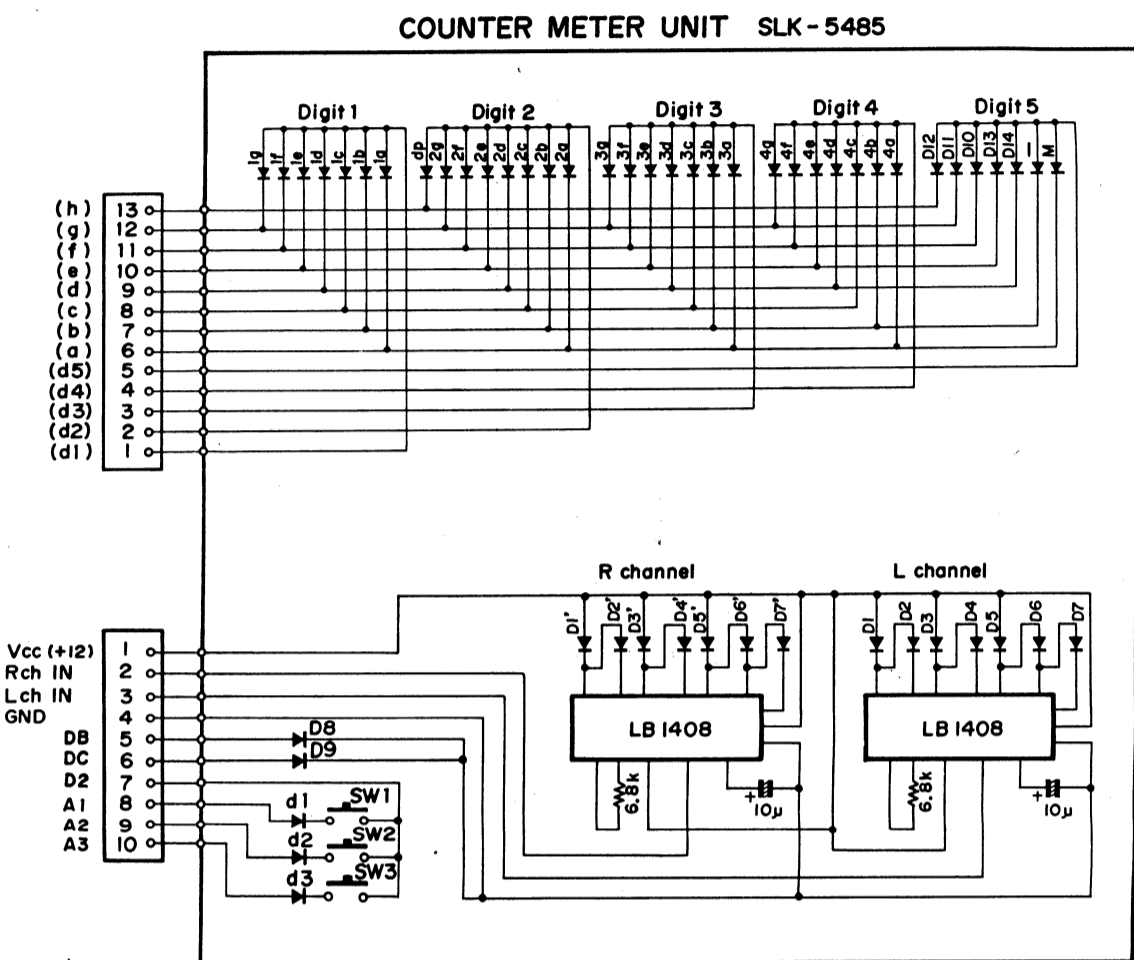 COUNTER METER UNIT SLK-5485
Digit 1 Digit 2 Digit 3 Digit 4 Digit 5
1g 1f 1e 1d 1c 1b 1a dp 2g 2f 2e 2d 2c 2b 2a 3g 3f 3e 3d 3c 3b 3a 4g 4f 4e 4d 4c 4b 4a D12 D11 D10 D13 D14 — M
(h) 13
(g) 12
(f) 11
(e) 10
(d) 9
(c) 8
(b) 7
(a) 6
(d5) 5
(d4) 4
(d3) 3
(d2) 2
(d1) 1
R channel L channel
D1' D2' D3' D4' D5' D6' D7' D1 D2 D3 D4 D5 D6 D7
Vcc (+12) 1
Rch IN 2
Lch IN 3
GND 4
DB 5 D8
DC 6 D9
D2 7
A1 8 d1 SW1
A2 9 d2 SW2
A3 10 d3 SW3
LB 1408 LB 1408
6.8k + 10μ 6.8k + 10μ